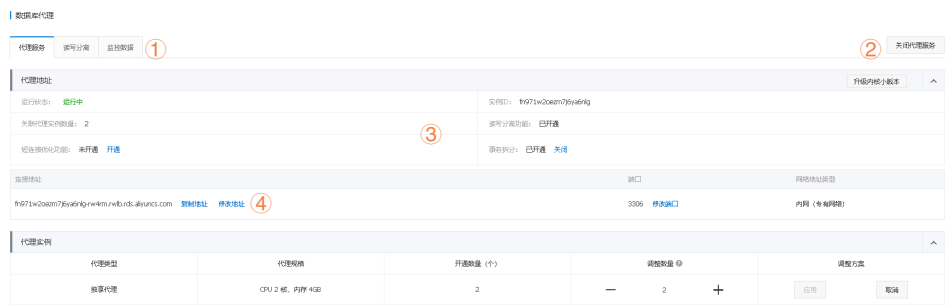 数据库代理
代理服务 读写分离 监控数据 ① ② 关闭代理服务
代理地址 升级内核小版本
运行状态: 运行中 实例ID: fn971w2oezm7j6ya6nlg
关联代理实例数量: 2 ③ 读写分离功能: 已开通
短连接优化功能: 未开通 开通 事务拆分: 已开通 关闭
连接地址 端口 网络地址类型
fn971w2oezm7j6ya6nlg-rw4rm.rwlb.rds.aliyuncs.com 复制地址 修改地址 ④ 3306 修改端口 内网 (专有网络)
代理实例
代理类型 代理规格 开通数量 (个) 调整数量 调整方案
独享代理 CPU 2 核, 内存 4GB 2 — 2 + 应用 取消